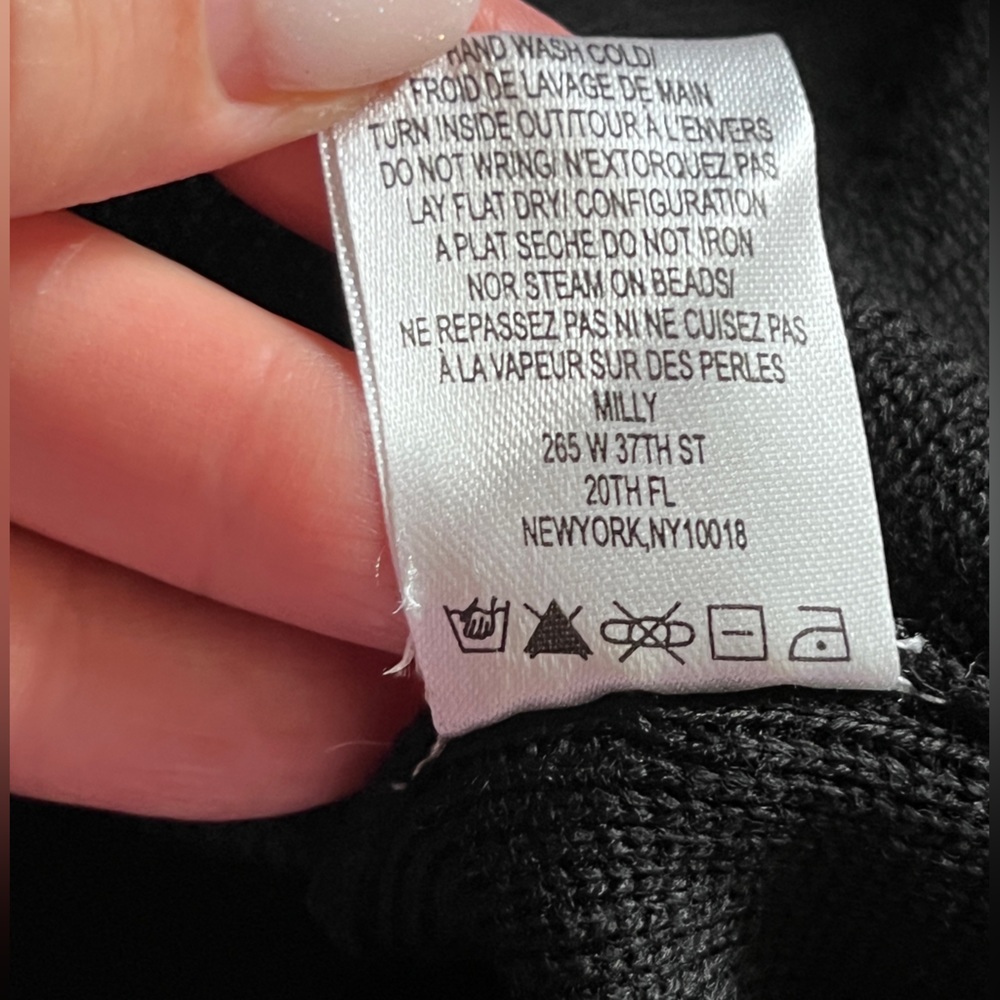 HAND WASH COLD/
FROID DE LAVAGE DE MAIN
TURN INSIDE OUT/TOUR A L'ENVERS
DO NOT WRING/ N'EXTORQUEZ PAS
LAY FLAT DRY/ CONFIGURATION
A PLAT SECHE DO NOT IRON
NOR STEAM ON BEADS/
NE REPASSEZ PAS NI NE CUISEZ PAS
À LA VAPEUR SUR DES PERLES
MILLY
265 W 37TH ST
20TH FL
NEWYORK,NY10018